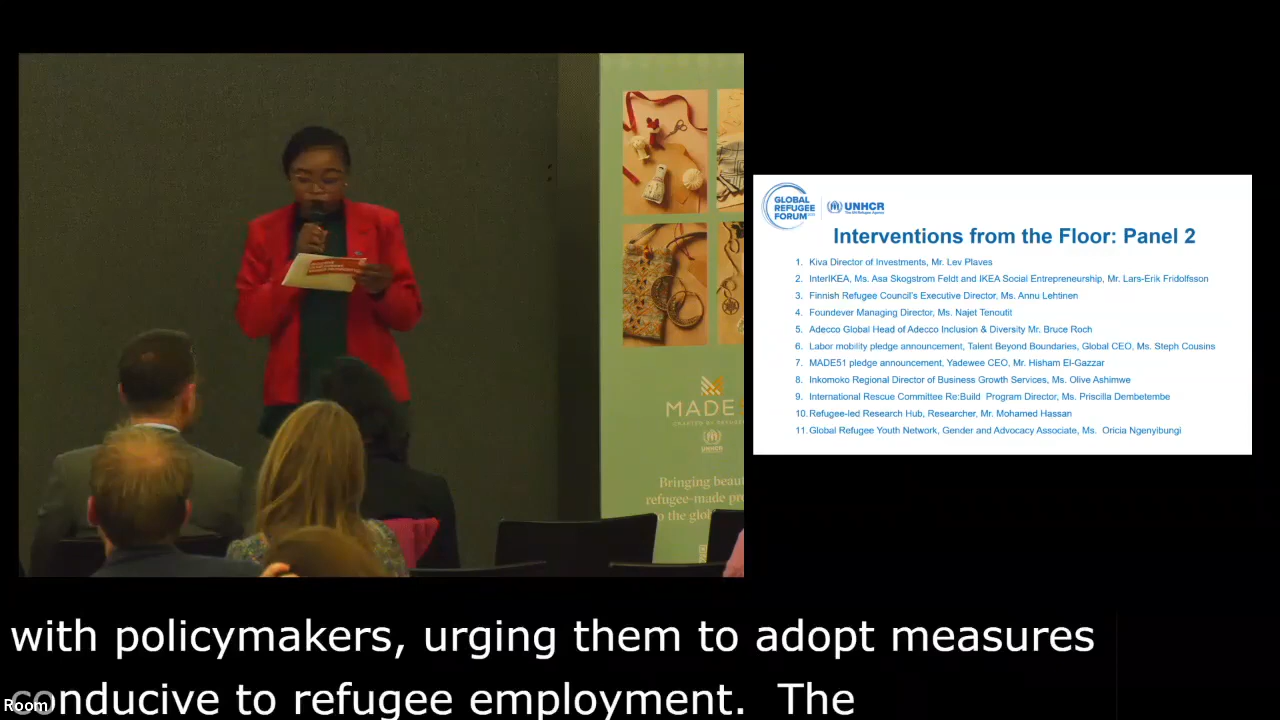 MADE
UNHCR
Bringing beau
refugee-made pro
to the glob
GLOBAL
REFUGEE
FORUM
UNHCR
The UN Refugee Agency
Interventions from the Floor: Panel 2
1. Kiva Director of Investments, Mr. Lev Plaves
2. InterIKEA, Ms. Asa Skogstrom Feldt and IKEA Social Entrepreneurship, Mr. Lars-Erik Fridolfsson
3. Finnish Refugee Council's Executive Director, Ms. Annu Lehtinen
4. Foundever Managing Director, Ms. Najet Tenoutit
5. Adecco Global Head of Adecco Inclusion & Diversity Mr. Bruce Roch
6. Labor mobility pledge announcement, Talent Beyond Boundaries, Global CEO, Ms. Steph Cousins
7. MADE51 pledge announcement, Yadewee CEO, Mr. Hisham El-Gazzar
8. Inkomoko Regional Director of Business Growth Services, Ms. Olive Ashimwe
9. International Rescue Committee Re:Build Program Director, Ms. Priscilla Dembetembe
10. Refugee-led Research Hub, Researcher, Mr. Mohamed Hassan
11. Global Refugee Youth Network, Gender and Advocacy Associate, Ms. Oricia Ngenyibungi
with policymakers, urging them to adopt measures
conducive to refugee employment. The
Room